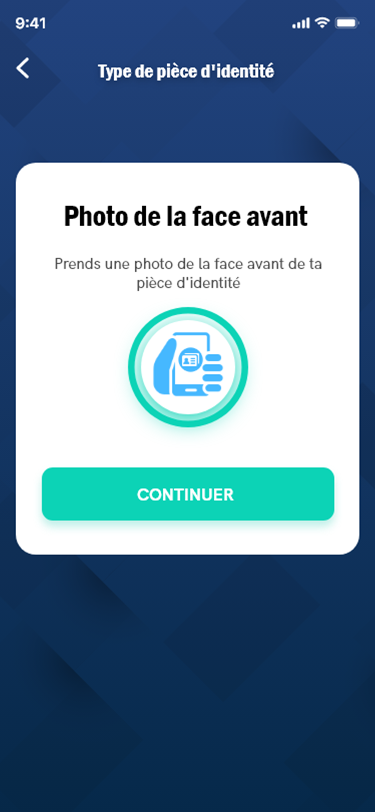 9:41
Type de pièce d'identité
Photo de la face avant
Prends une photo de la face avant de ta
pièce d'identité
CONTINUER